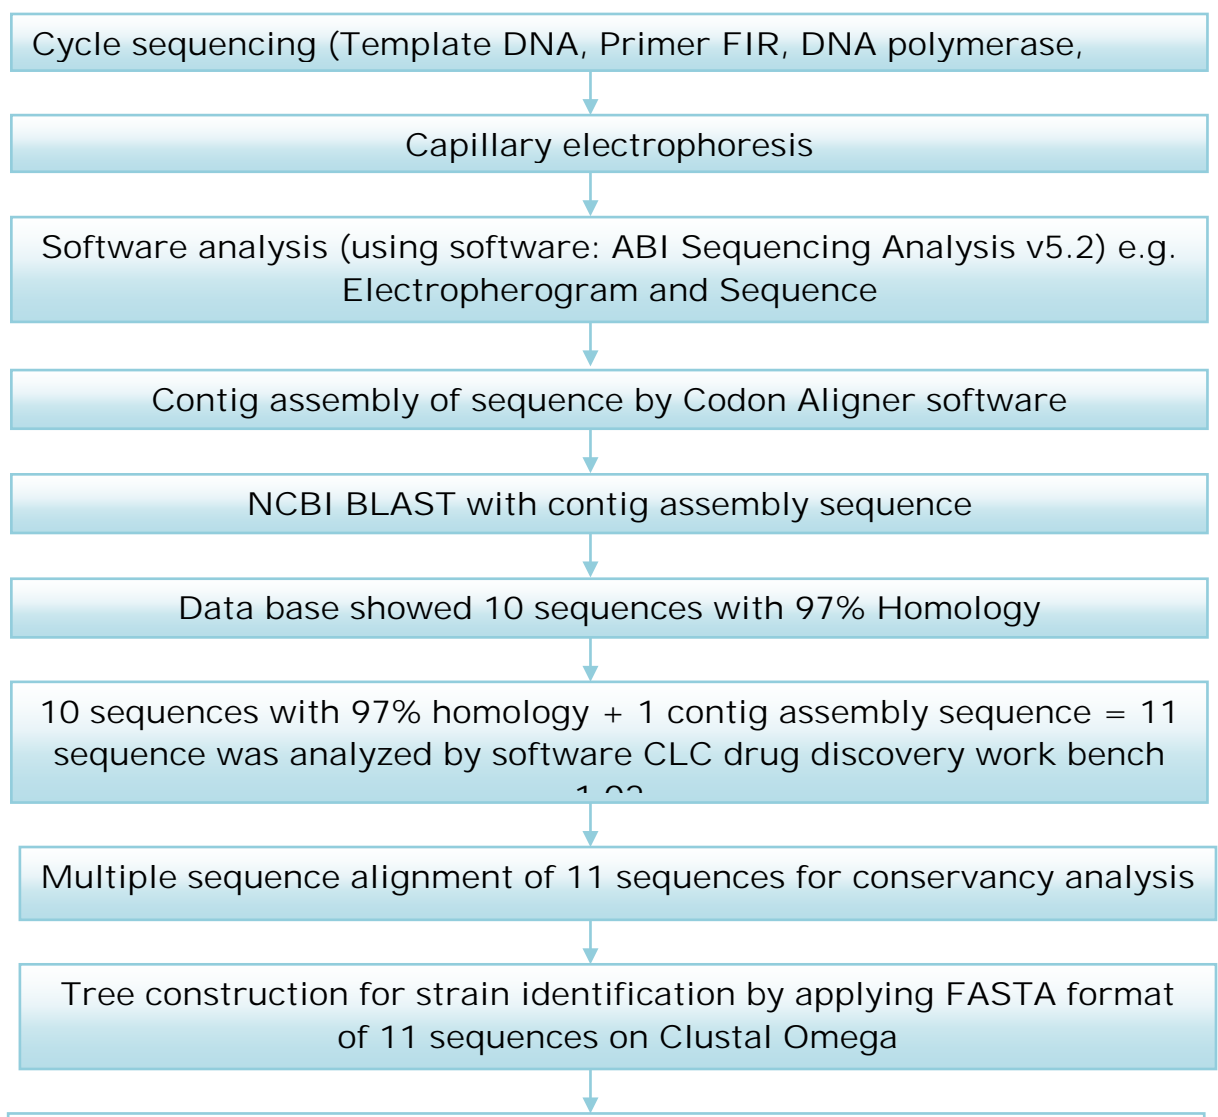 Cycle sequencing (Template DNA, Primer FIR, DNA polymerase,
Capillary electrophoresis
Software analysis (using software: ABI Sequencing Analysis v5.2) e.g.
Electropherogram and Sequence
Contig assembly of sequence by Codon Aligner software
NCBI BLAST with contig assembly sequence
Data base showed 10 sequences with 97% Homology
10 sequences with 97% homology + 1 contig assembly sequence = 11
sequence was analyzed by software CLC drug discovery work bench
Multiple sequence alignment of 11 sequences for conservancy analysis
Tree construction for strain identification by applying FASTA format
of 11 sequences on Clustal Omega